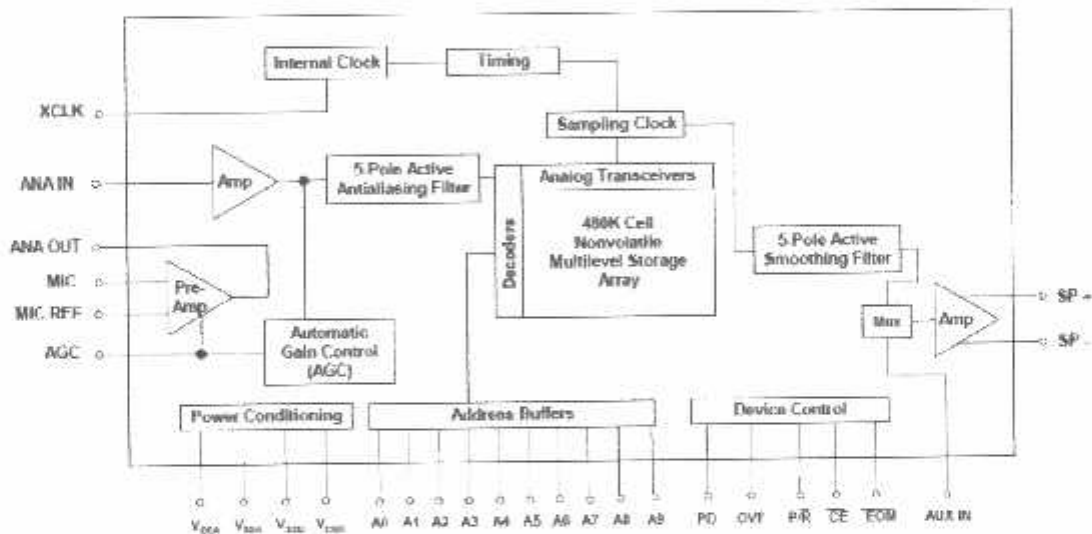 Internal Clock
Timing
XCLK
Sampling Clock
ANA IN
Amp
5 Pole Active
Antialiasing Filter
Decoders
Analog Transceivers
480K Cell
Nonvolatile
Multilevel Storage
Array
ANA OUT
MIC
MIC REF
AGC
Pre-
Amp
5 Pole Active
Smoothing Filter
Mux
Amp
SP +
SP -
Automatic
Gain Control
(AGC)
Power Conditioning
Address Buffers
Device Control
A0 A1 A2 A3 A4 A5 A6 A7 A8 A9 PD OVF P/R CE EOM AUX IN